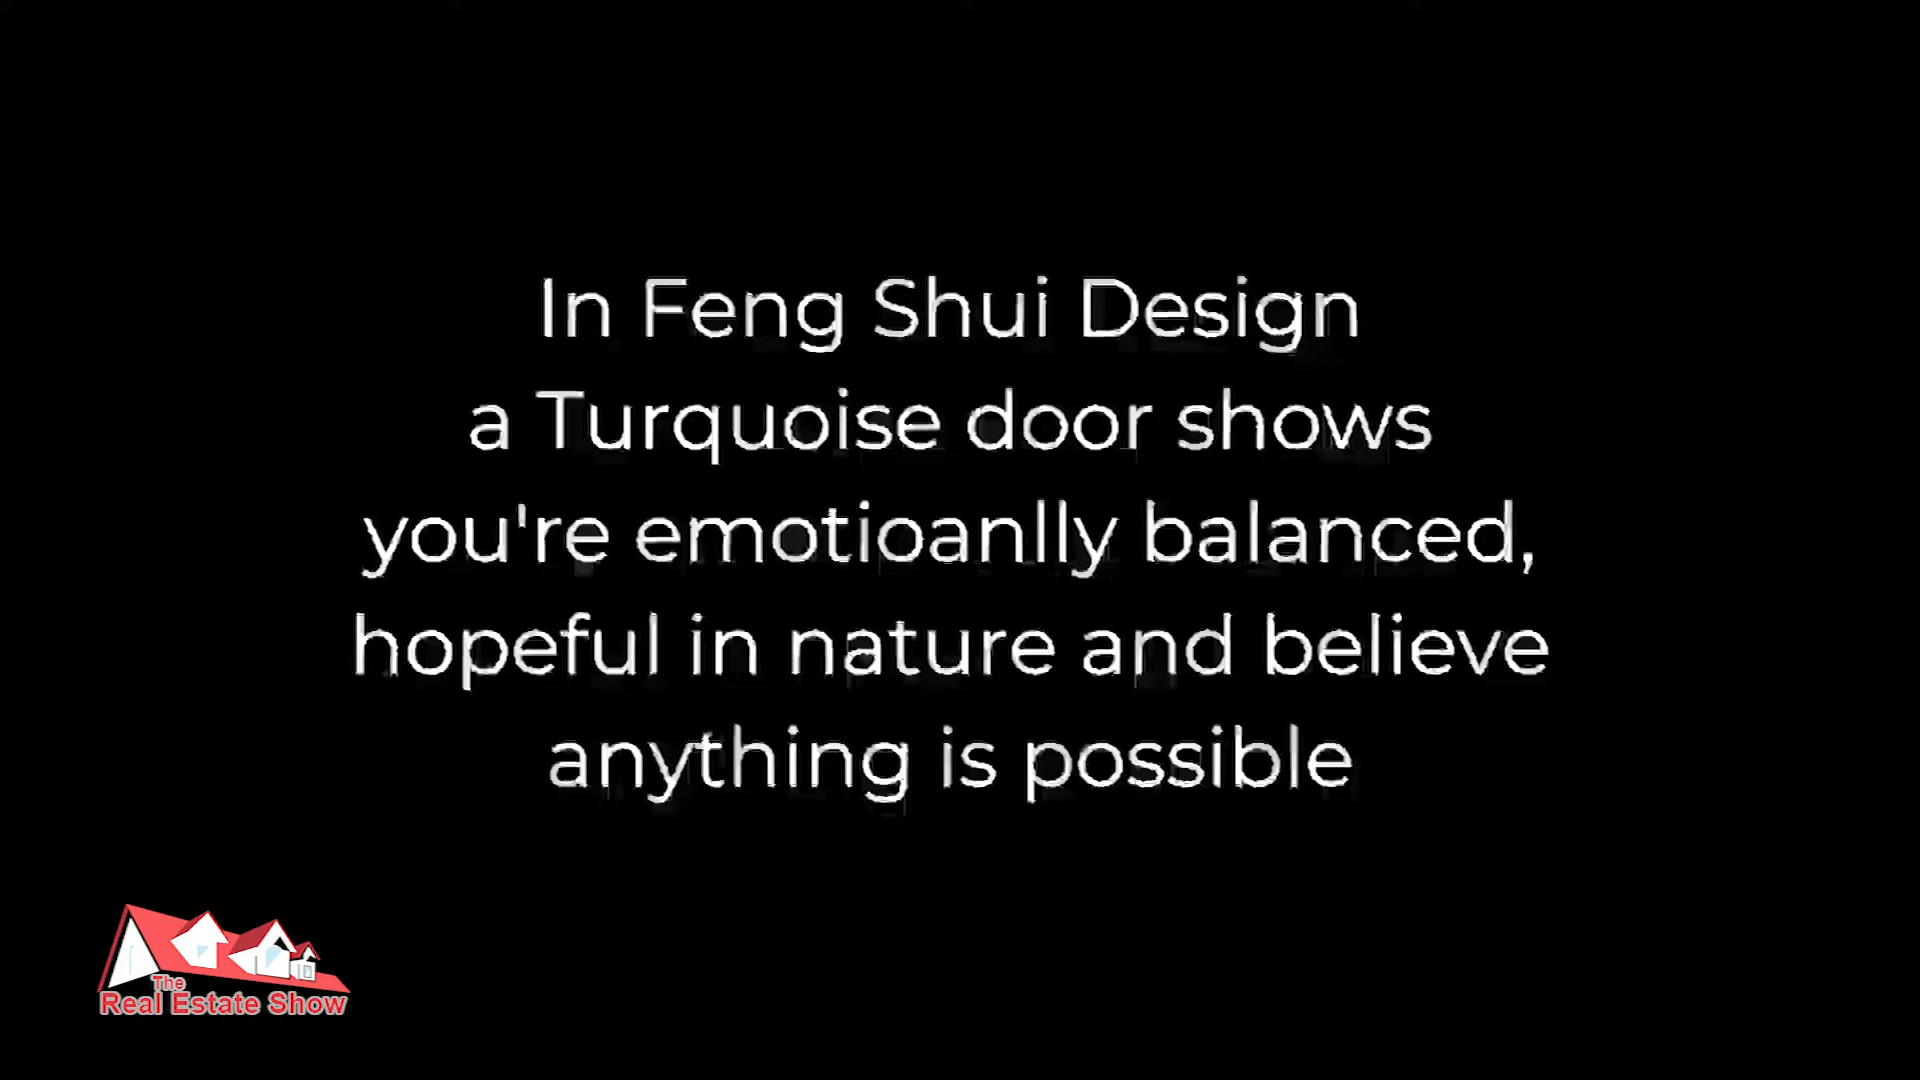 In Feng Shui Design
a Turquoise door shows
you're emotioanlly balanced,
hopeful in nature and believe
anything is possible
The
Real Estate Show